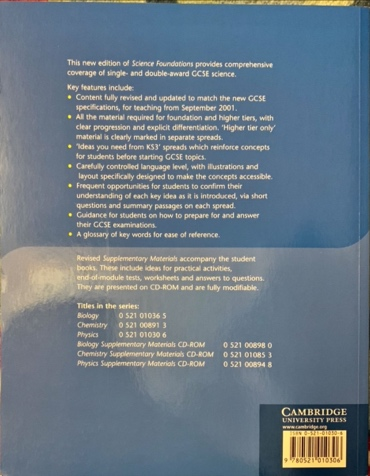 This new edition of Science Foundations provides comprehensive
coverage of single- and double-award GCSE science.
Key features include:
• Content fully revised and updated to match the new GCSE
specifications, for teaching from September 2001.
• All the material required for foundation and higher tiers, with
clear progression and explicit differentiation. 'Higher tier only'
material is clearly marked in separate spreads.
• 'Ideas you need from KS3' spreads which reinforce concepts
for students before starting GCSE topics.
• Carefully controlled language level, with illustrations and
layout specifically designed to make the concepts accessible.
• Frequent opportunities for students to confirm their
understanding of each key idea as it is introduced, via short
questions and summary passages on each spread.
• Guidance for students on how to prepare for and answer
their GCSE examinations.
• A glossary of key words for ease of reference.
Revised Supplementary Materials accompany the student
books. These include ideas for practical activities,
end-of-module tests, worksheets and answers to questions.
They are presented on CD-ROM and are fully modifiable.
Titles in the series:
Biology 0 521 01036 5
Chemistry 0 521 00891 3
Physics 0 521 01030 6
Biology Supplementary Materials CD-ROM 0 521 00898 0
Chemistry Supplementary Materials CD-ROM 0 521 01085 3
Physics Supplementary Materials CD-ROM 0 521 00894 8
CAMBRIDGE
UNIVERSITY PRESS
www.cambridge.org
ISBN 0-521-01030-6
9 780521 010306